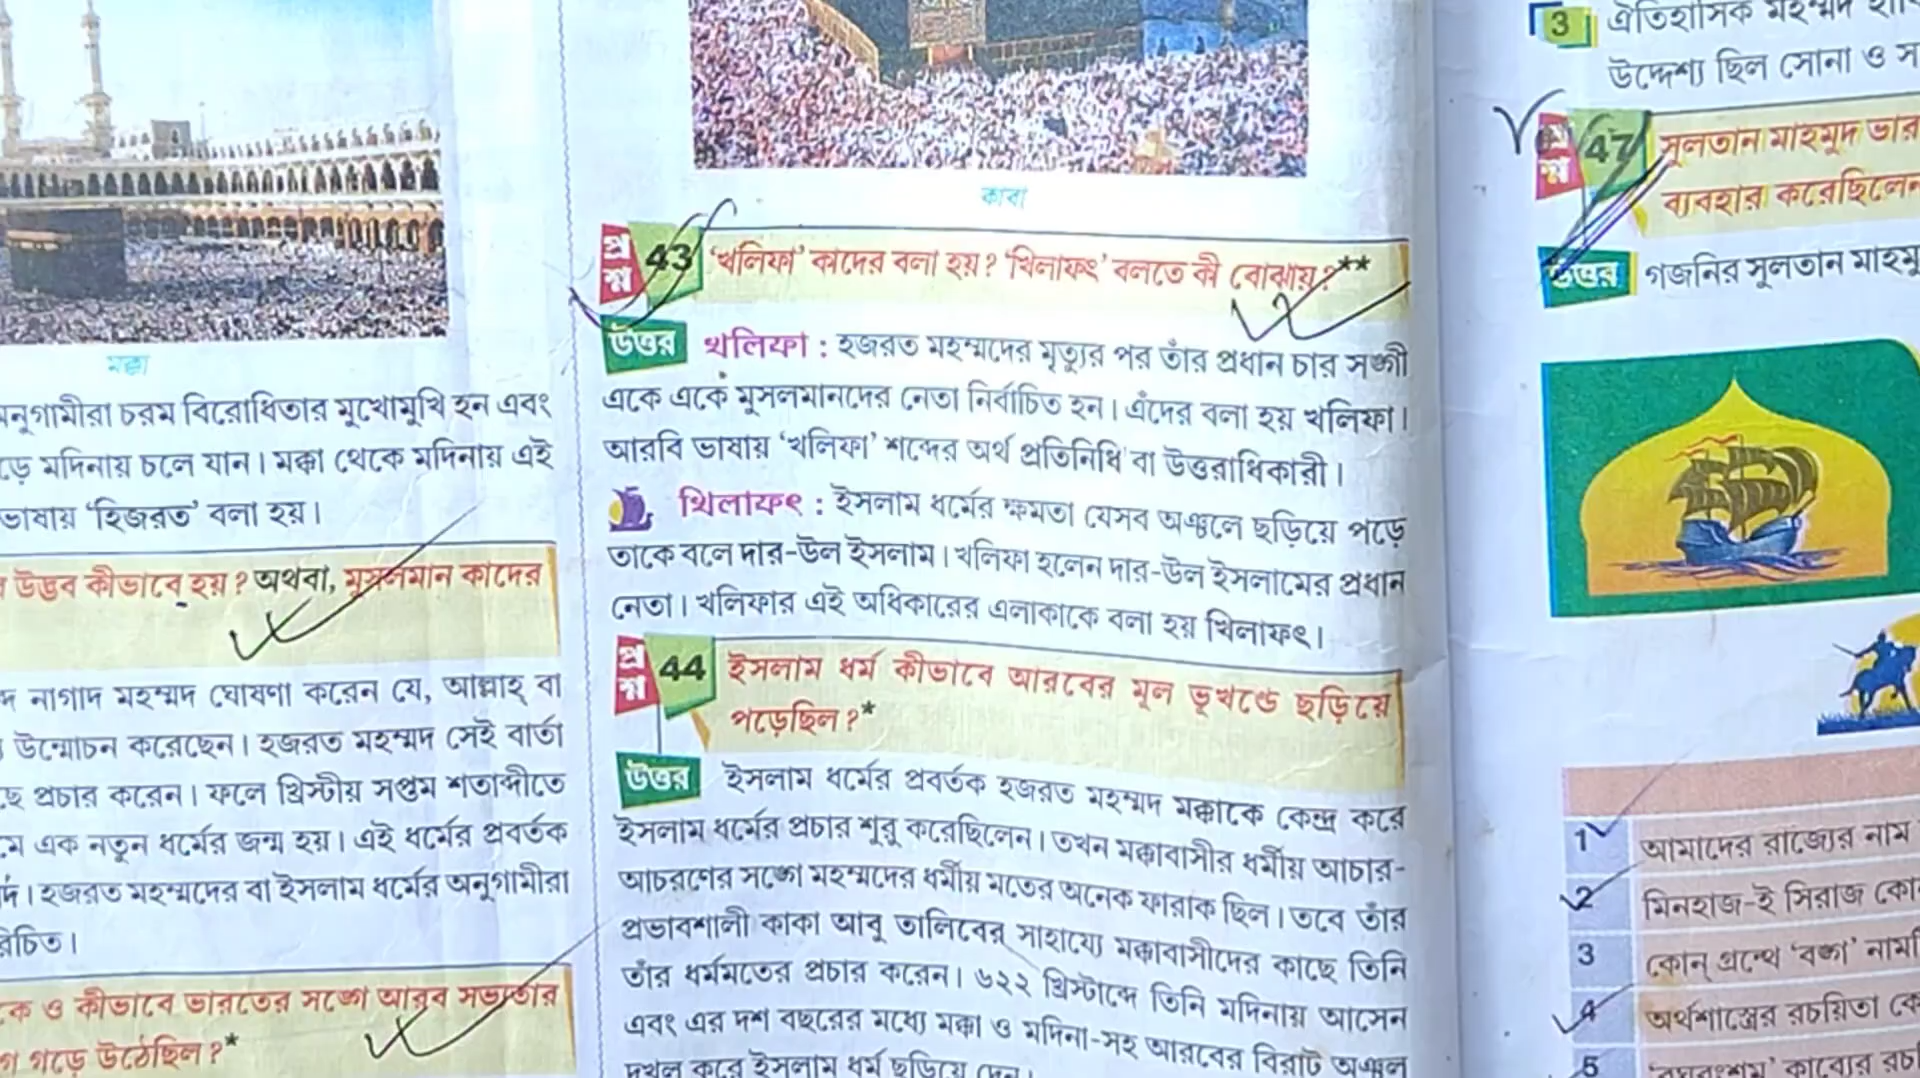 মক্কা
অনুগামীরা চরম বিরোধিতার মুখোমুখি হন এবং
মদিনায় চলে যান। মক্কা থেকে মদিনায় এই
ভাষায় ‘হিজরত’ বলা হয়।
উদ্ভব কীভাবে হয়? অথবা, মুসলমান কাদের
নাগাদ মহম্মদ ঘোষণা করেন যে, আল্লাহ্ বা
উন্মোচন করেছেন। হজরত মহম্মদ সেই বার্তা
প্রচার করেন। ফলে খ্রিস্টীয় সপ্তম শতাব্দীতে
এক নতুন ধর্মের জন্ম হয়। এই ধর্মের প্রবর্তক
হজরত মহম্মদের বা ইসলাম ধর্মের অনুগামীরা
ও কীভাবে ভারতের সঙ্গে আরব সভ্যতার
গড়ে উঠেছিল?*
কাবা
প্রশ্ন 43 ‘খলিফা’ কাদের বলা হয়? ‘খিলাফৎ’ বলতে কী বোঝায়?**
উত্তর খলিফা : হজরত মহম্মদের মৃত্যুর পর তাঁর প্রধান চার সঙ্গী
একে একে মুসলমানদের নেতা নির্বাচিত হন। এঁদের বলা হয় খলিফা।
আরবি ভাষায় ‘খলিফা’ শব্দের অর্থ প্রতিনিধি বা উত্তরাধিকারী।
খিলাফৎ : ইসলাম ধর্মের ক্ষমতা যেসব অঞ্চলে ছড়িয়ে পড়ে
তাকে বলে দার-উল ইসলাম। খলিফা হলেন দার-উল ইসলামের প্রধান
নেতা। খলিফার এই অধিকারের এলাকাকে বলা হয় খিলাফৎ।
প্রশ্ন 44 ইসলাম ধর্ম কীভাবে আরবের মূল ভূখণ্ডে ছড়িয়ে
পড়েছিল?*
উত্তর ইসলাম ধর্মের প্রবর্তক হজরত মহম্মদ মক্কাকে কেন্দ্র করে
ইসলাম ধর্মের প্রচার শুরু করেছিলেন। তখন মক্কাবাসীর ধর্মীয় আচার-
আচরণের সঙ্গে মহম্মদের ধর্মীয় মতের অনেক ফারাক ছিল। তবে তাঁর
প্রভাবশালী কাকা আবু তালিবের সাহায্যে মক্কাবাসীদের কাছে তিনি
তাঁর ধর্মমতের প্রচার করেন। ৬২২ খ্রিস্টাব্দে তিনি মদিনায় আসেন
এবং এর দশ বছরের মধ্যে মক্কা ও মদিনা-সহ আরবের বিরাট অঞ্চল
দখল করে ইসলাম ধর্ম ছড়িয়ে দেন।
3 ঐতিহাসিক মহম্মদ
উদ্দেশ্য ছিল সোনা ও
প্রশ্ন 47 সুলতান মাহমুদ
ব্যবহার করেছিলেন
উত্তর গজনির সুলতান
1 আমাদের রাজ্যের নাম
2 মিনহাজ-ই সিরাজ
3 কোন্ গ্রন্থে ‘বঙ্গ’
4 অর্থশাস্ত্রের রচয়িতা
5 কাব্যের